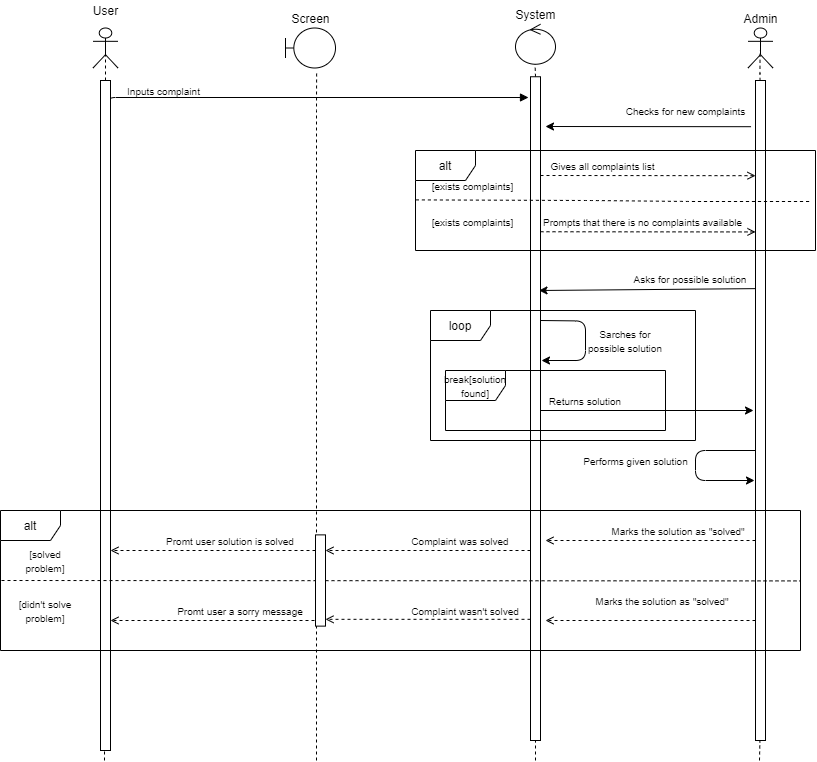 User
Screen
System
Admin
Inputs complaint
Checks for new complaints
alt
Gives all complaints list
[exists complaints]
[exists complaints]
Prompts that there is no complaints available
Asks for possible solution
loop
Sarches for
possible solution
break[solution
found]
Returns solution
Performs given solution
alt
Promt user solution is solved
Complaint was solved
Marks the solution as "solved"
[solved
problem]
[didn't solve
problem]
Promt user a sorry message
Complaint wasn't solved
Marks the solution as "solved"